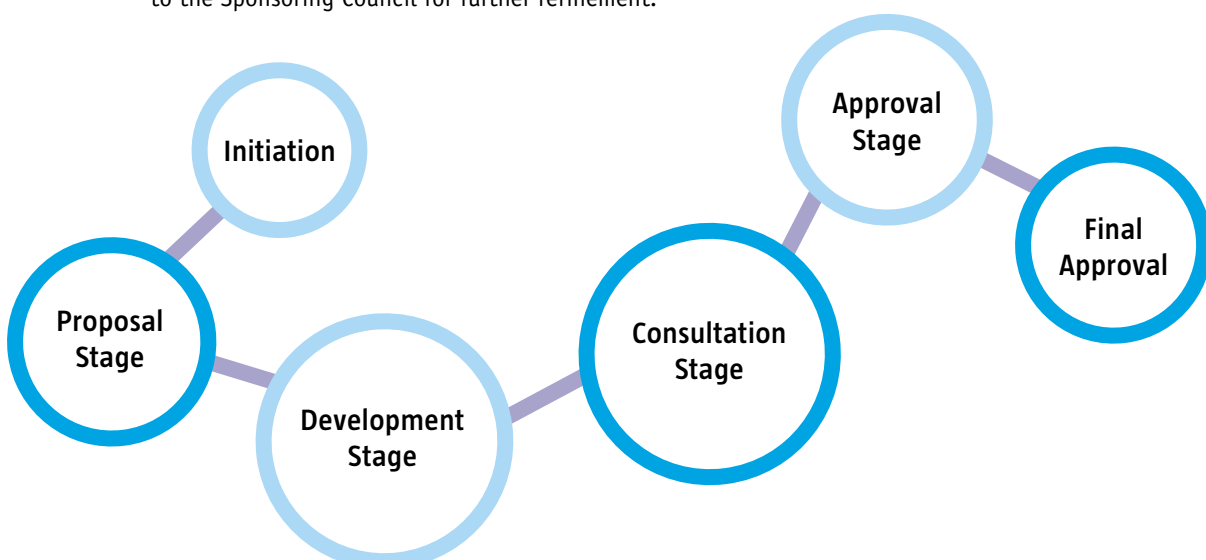 to the Sponsoring Council for further refinement.
Initiation
Proposal
Stage
Development
Stage
Consultation
Stage
Approval
Stage
Final
Approval